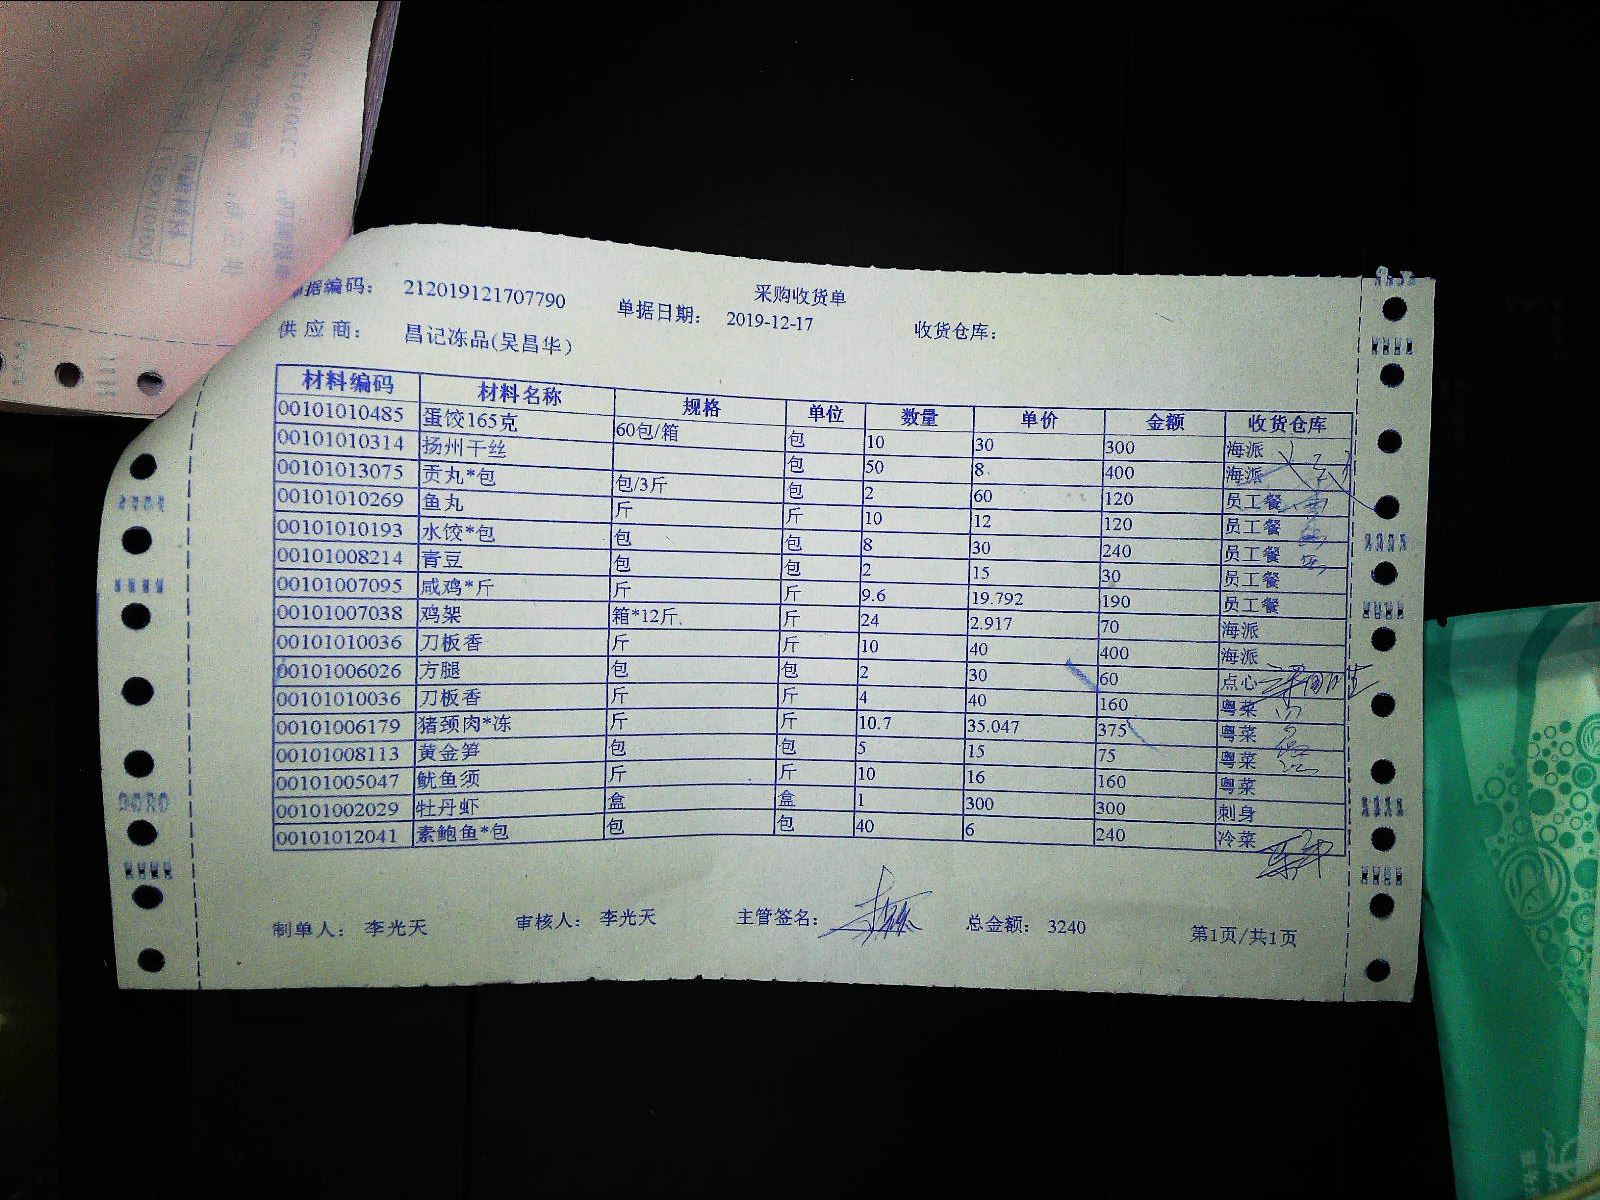 采购收货单
单据编码： 212019121707790 单据日期： 2019-12-17 收货仓库：
供应商： 昌记冻品(吴昌华)
材料编码 材料名称 规格 单位 数量 单价 金额 收货仓库
00101010485 蛋饺165克 60包/箱 包 10 30 300 海派
00101010314 扬州干丝 包 50 8 400 海派
00101013075 贡丸*包 包/3斤 包 2 60 120 员工餐
00101010269 鱼丸 斤 斤 10 12 120 员工餐
00101010193 水饺*包 包 包 8 30 240 员工餐
00101008214 青豆 包 包 2 15 30 员工餐
00101007095 咸鸡*斤 斤 斤 9.6 19.792 190 员工餐
00101007038 鸡架 箱*12斤 斤 24 2.917 70 海派
00101010036 刀板香 斤 斤 10 40 400 海派
00101006026 方腿 包 包 2 30 60 点心
00101010036 刀板香 斤 斤 4 40 160 粤菜
00101006179 猪颈肉*冻 斤 斤 10.7 35.047 375 粤菜
00101008113 黄金笋 包 包 5 15 75 粤菜
00101005047 鱿鱼须 斤 斤 10 16 160 粤菜
00101002029 牡丹虾 盒 盒 1 300 300 刺身
00101012041 素鲍鱼*包 包 包 40 6 240 冷菜
制单人： 李光天 审核人： 李光天 主管签名： 总金额： 3240 第1页/共1页